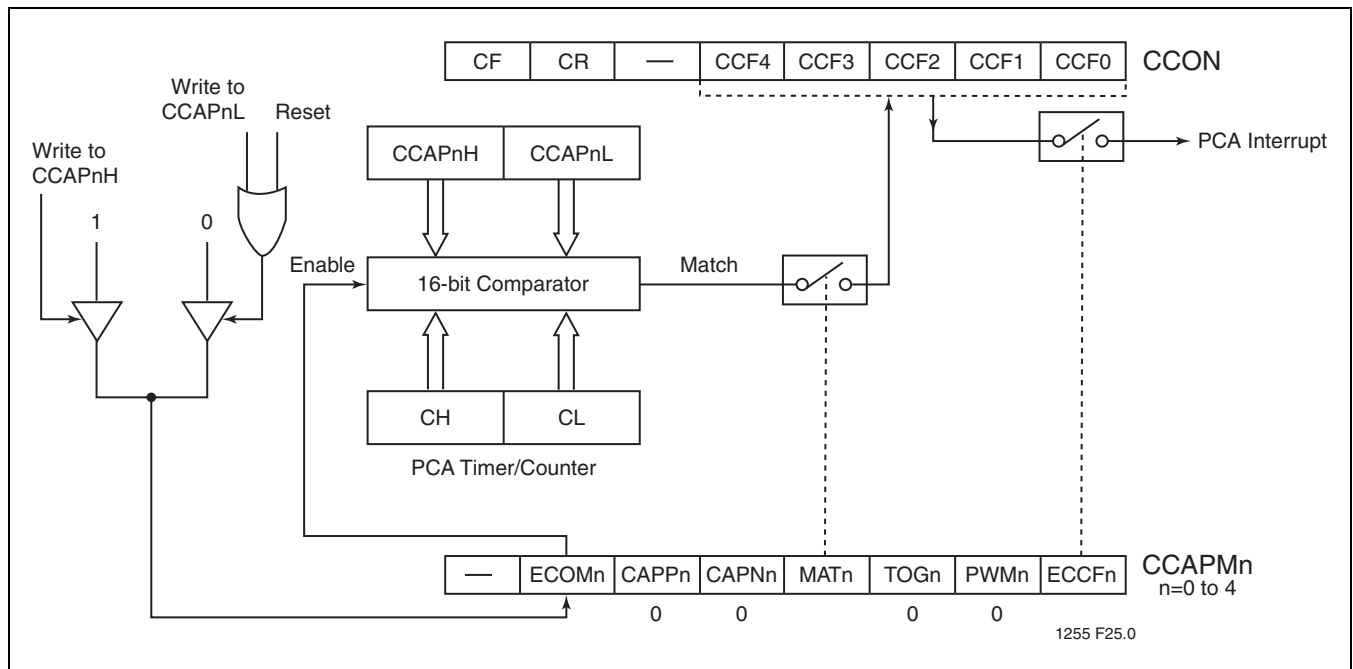 CF CR — CCF4 CCF3 CCF2 CCF1 CCF0 CCON
Write to
CCAPnL
Reset
Write to
CCAPnH
1
0
CCAPnH CCAPnL
PCA Interrupt
Enable
16-bit Comparator
Match
CH CL
PCA Timer/Counter
— ECOMn CAPPn CAPNn MATn TOGn PWMn ECCFn CCAPMn
n=0 to 4
0 0 0 0
1255 F25.0